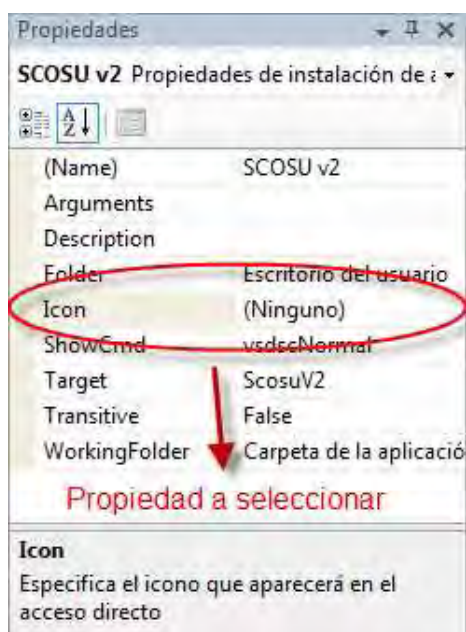 Propiedades
SCOSU v2 Propiedades de instalación de a
(Name) SCOSU v2
Arguments
Description
Folder Escritorio del usuario
Icon (Ninguno)
ShowCmd vsdscNormal
Target ScosuV2
Transitive False
WorkingFolder Carpeta de la aplicació
Propiedad a seleccionar
Icon
Especifica el icono que aparecerá en el
acceso directo